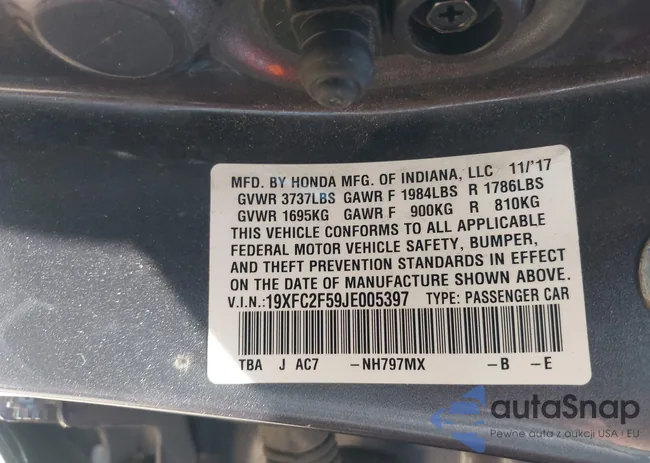 MFD. BY HONDA MFG. OF INDIANA, LLC 11/'17
GVWR 3737LBS GAWR F 1984LBS R 1786LBS
GVWR 1695KG GAWR F 900KG R 810KG
THIS VEHICLE CONFORMS TO ALL APPLICABLE
FEDERAL MOTOR VEHICLE SAFETY, BUMPER,
AND THEFT PREVENTION STANDARDS IN EFFECT
ON THE DATE OF MANUFACTURE SHOWN ABOVE.
V.I.N.:19XFC2F59JE005397 TYPE: PASSENGER CAR
TBA J AC7 –NH797MX –B –E
autaSnap
Pewne auta z aukcji USA i EU